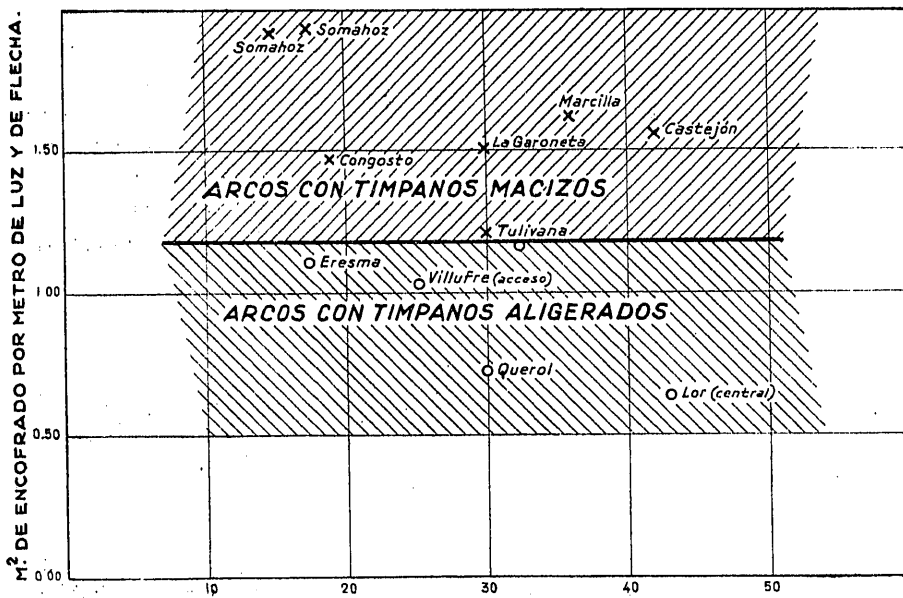 M.² DE ENCOFRADO POR METRO DE LUZ Y DE FLECHA.
Somahoz
Somahoz
Marcilla
Castejón
La Garoneta
1.50
Congosto
ARCOS CON TIMPANOS MACIZOS
Tulivana
Eresma
Villufre (acceso)
1 00
ARCOS CON TIMPANOS ALIGERADOS
Querol
Lor (central)
0.50
0 00
10
20
30
40
50